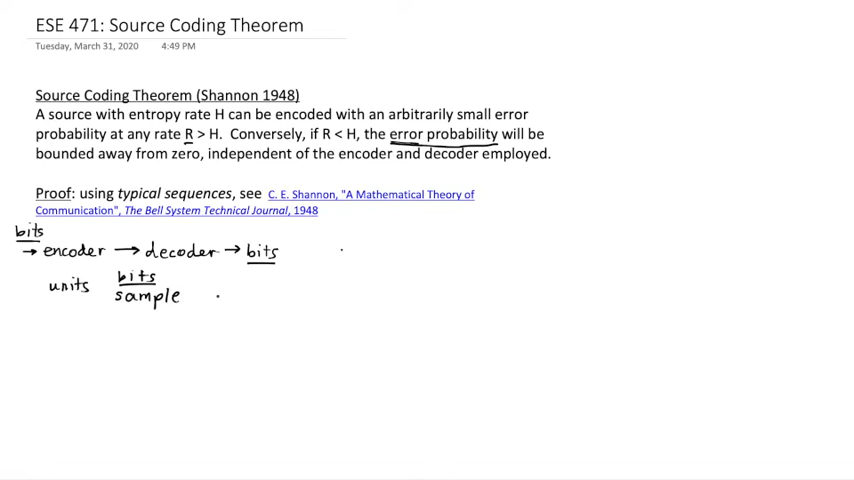 ESE 471: Source Coding Theorem
Tuesday, March 31, 2020 4:49 PM
Source Coding Theorem (Shannon 1948)
A source with entropy rate H can be encoded with an arbitrarily small error
probability at any rate R > H. Conversely, if R < H, the error probability will be
bounded away from zero, independent of the encoder and decoder employed.
Proof: using typical sequences, see C. E. Shannon, "A Mathematical Theory of
Communication", The Bell System Technical Journal, 1948
bits
→ encoder → decoder → bits
units bits
sample